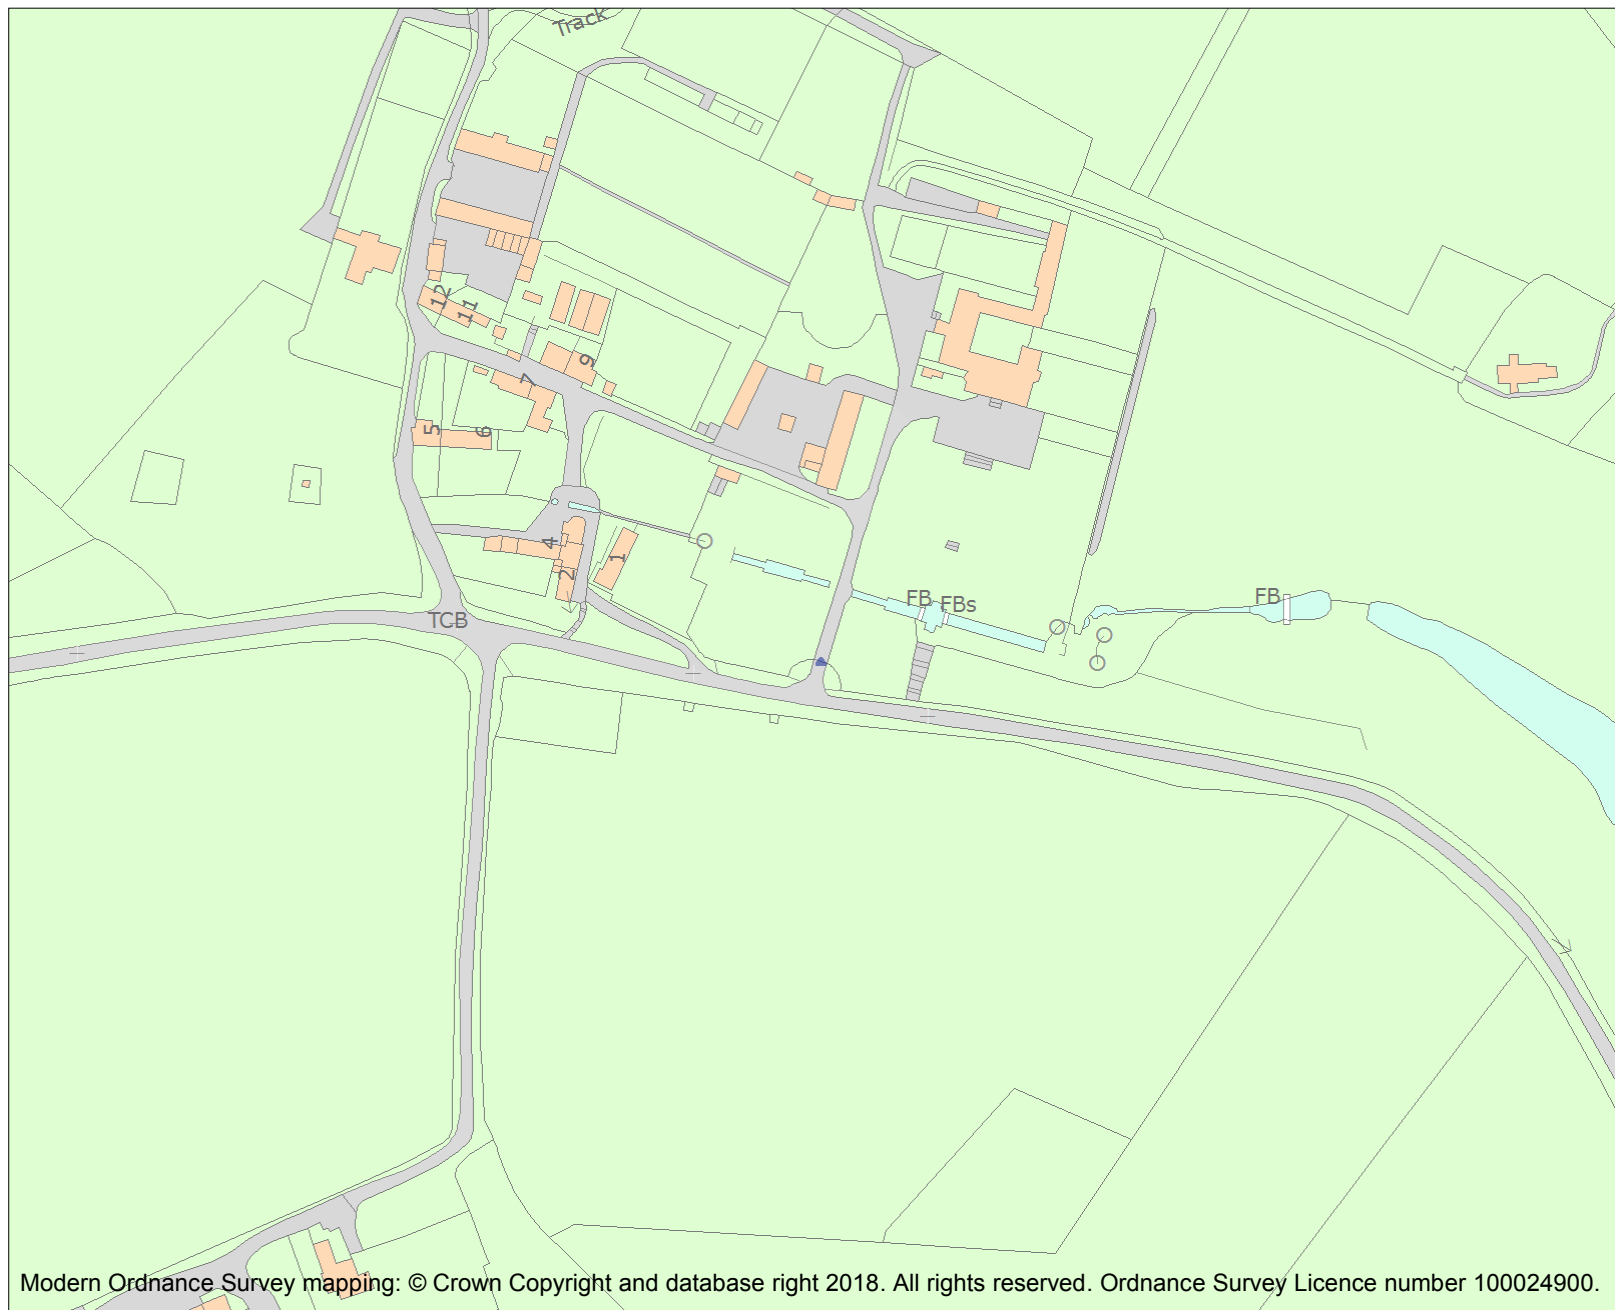 Track
12
11
9
7
5
6
4
1
2
TCB
FB
FBs
FB
Modern Ordnance Survey mapping: © Crown Copyright and database right 2018. All rights reserved. Ordnance Survey Licence number 100024900.